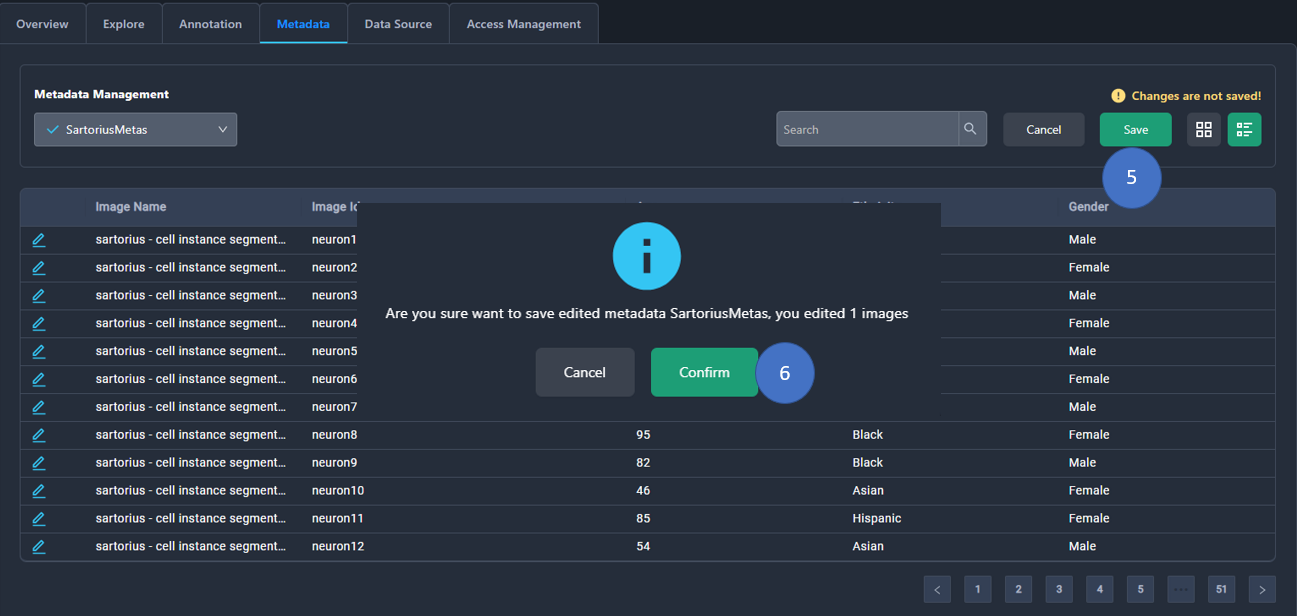 Overview Explore Annotation Metadata Data Source Access Management
Metadata Management
! Changes are not saved!
SartoriusMetas Search Cancel Save
5
Image Name Image Id Gender
sartorius - cell instance segment... neuron1 Male
sartorius - cell instance segment... neuron2 Female
sartorius - cell instance segment... neuron3 Male
sartorius - cell instance segment... neuron4 Female
sartorius - cell instance segment... neuron5 Male
sartorius - cell instance segment... neuron6 Female
sartorius - cell instance segment... neuron7 Male
i
Are you sure want to save edited metadata SartoriusMetas, you edited 1 images
Cancel Confirm 6
sartorius - cell instance segment... neuron8 95 Black Female
sartorius - cell instance segment... neuron9 82 Black Male
sartorius - cell instance segment... neuron10 46 Asian Female
sartorius - cell instance segment... neuron11 85 Hispanic Female
sartorius - cell instance segment... neuron12 54 Asian Male
< 1 2 3 4 5 ... 51 >